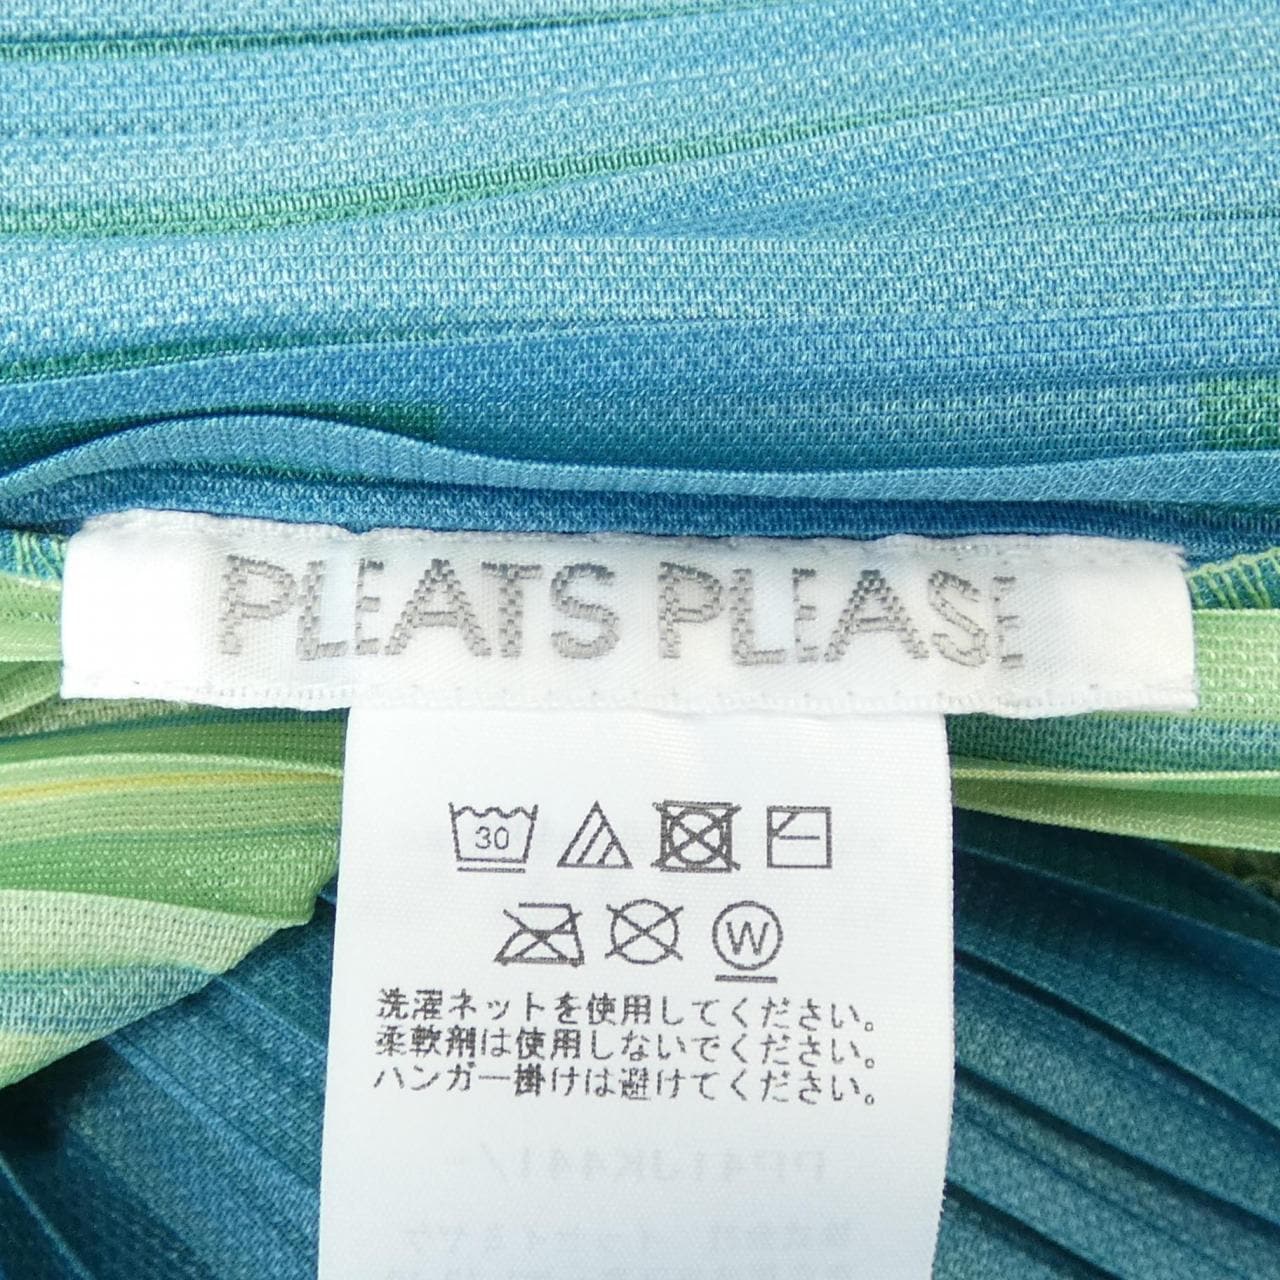 PLEATS PLEASE
30
W
洗濯ネットを使用してください。
柔軟剤は使用しないでください。
ハンガー掛けは避けてください。